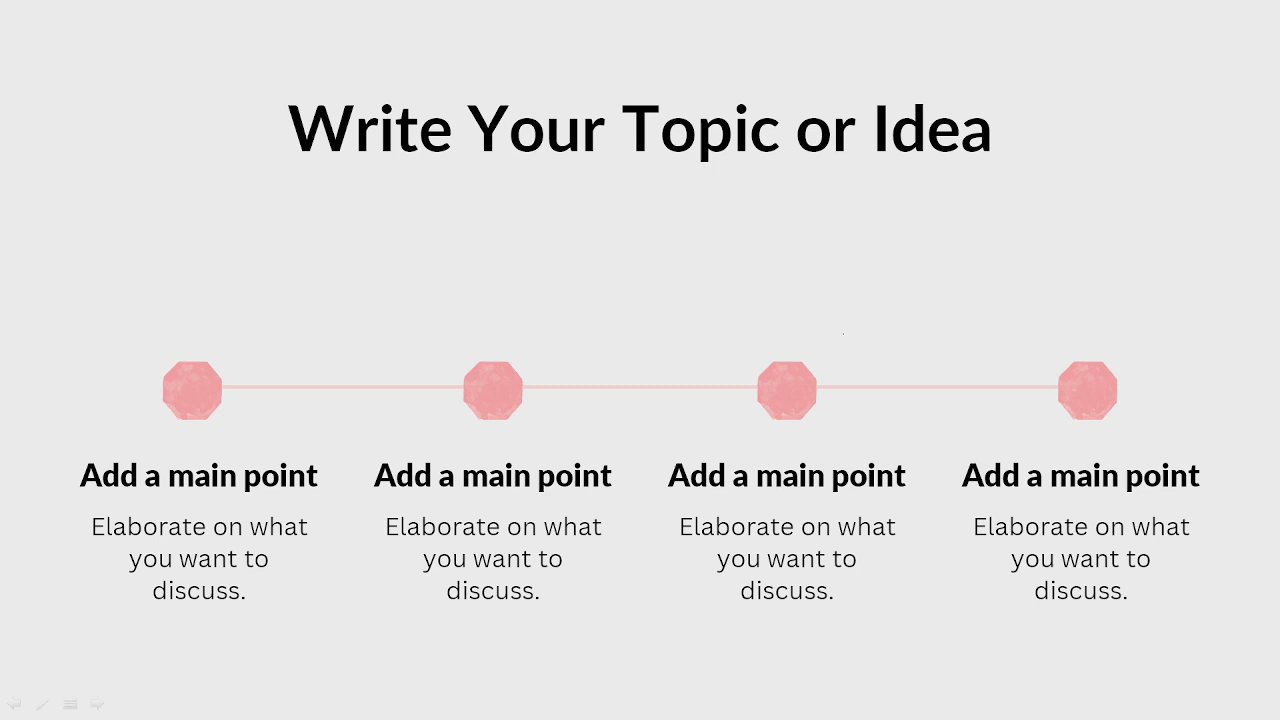 Write Your Topic or Idea
Add a main point
Elaborate on what
you want to
discuss.
Add a main point
Elaborate on what
you want to
discuss.
Add a main point
Elaborate on what
you want to
discuss.
Add a main point
Elaborate on what
you want to
discuss.